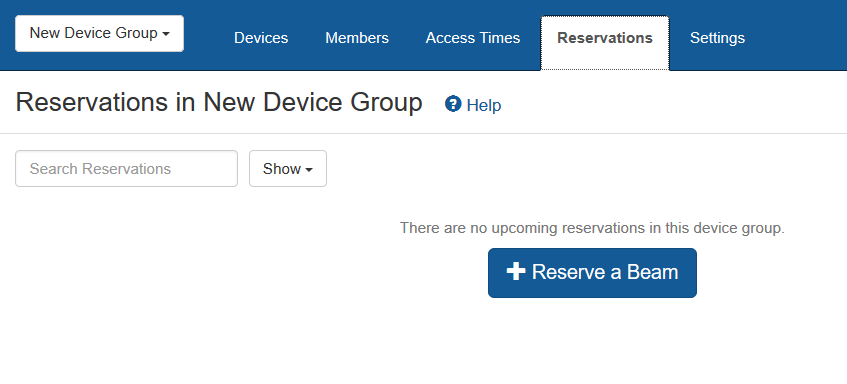 New Device Group Devices Members Access Times Reservations Settings
Reservations in New Device Group ? Help
Search Reservations Show
There are no upcoming reservations in this device group.
+ Reserve a Beam